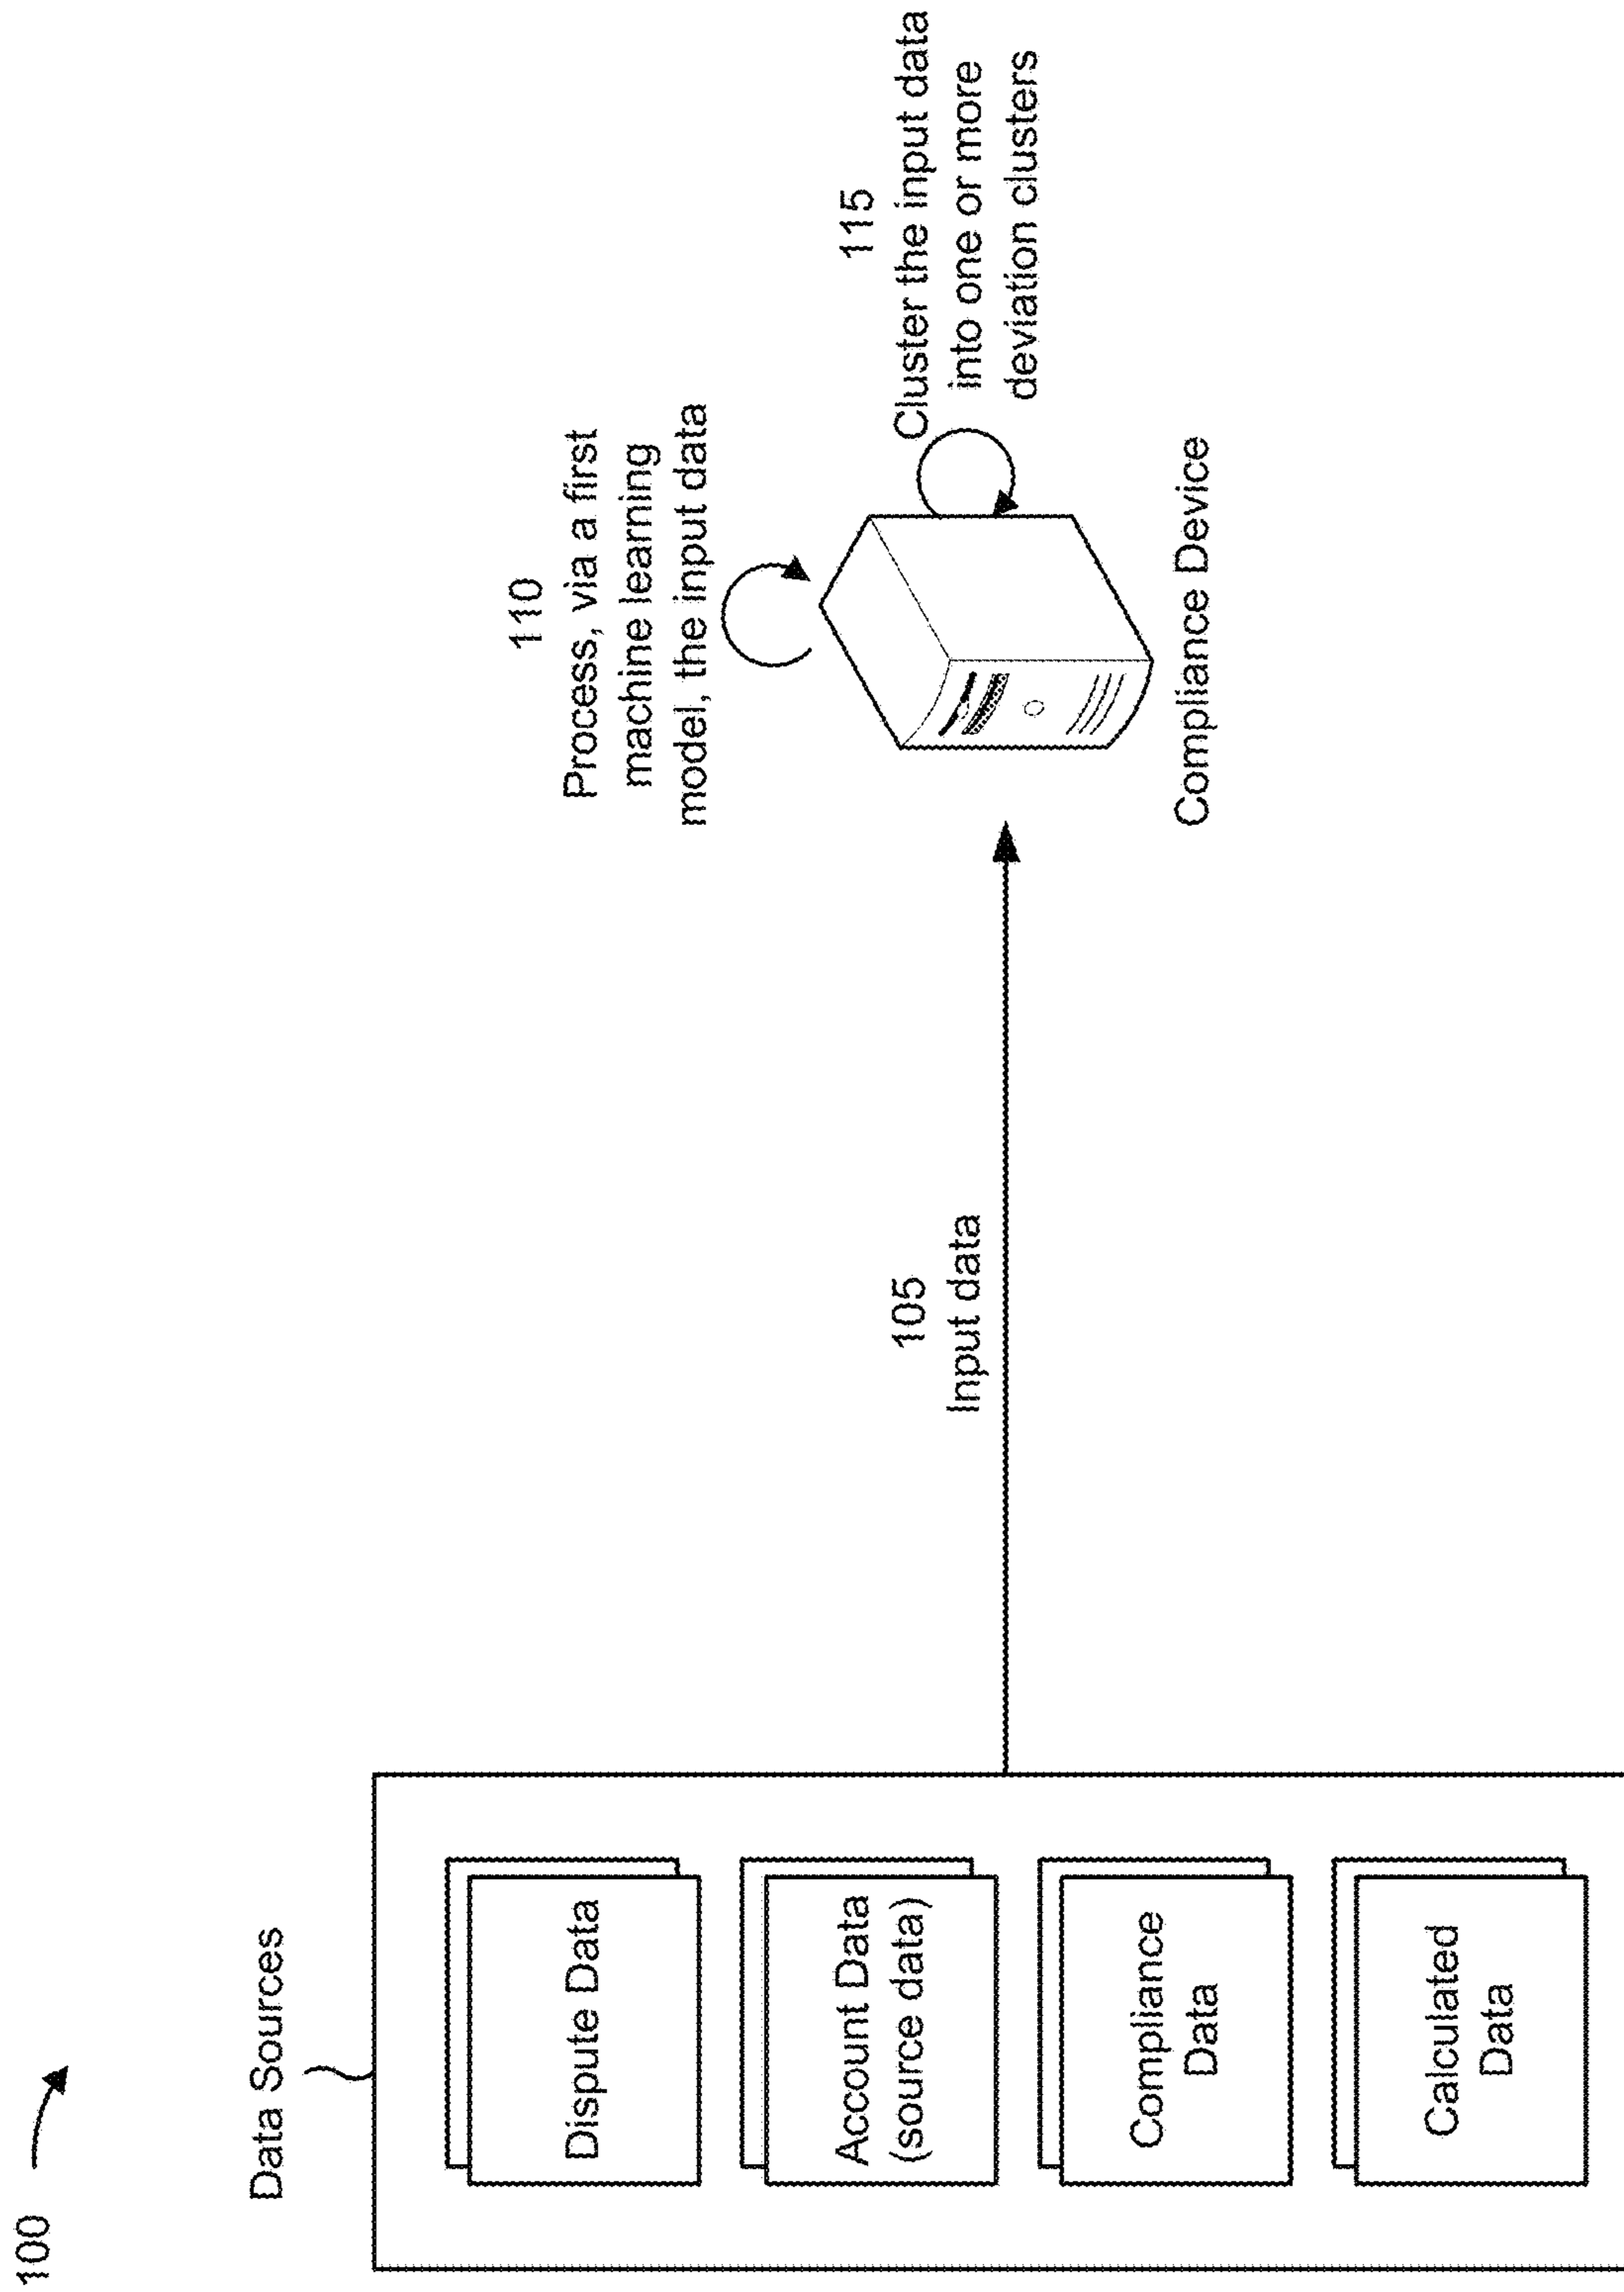 100
Data Sources
Dispute Data
Account Data
(source data)
Compliance
Data
Calculated
Data
105
Input data
110
Process, via a first
machine learning
model, the input data
115
Cluster the input data
into one or more
deviation clusters
Compliance Device